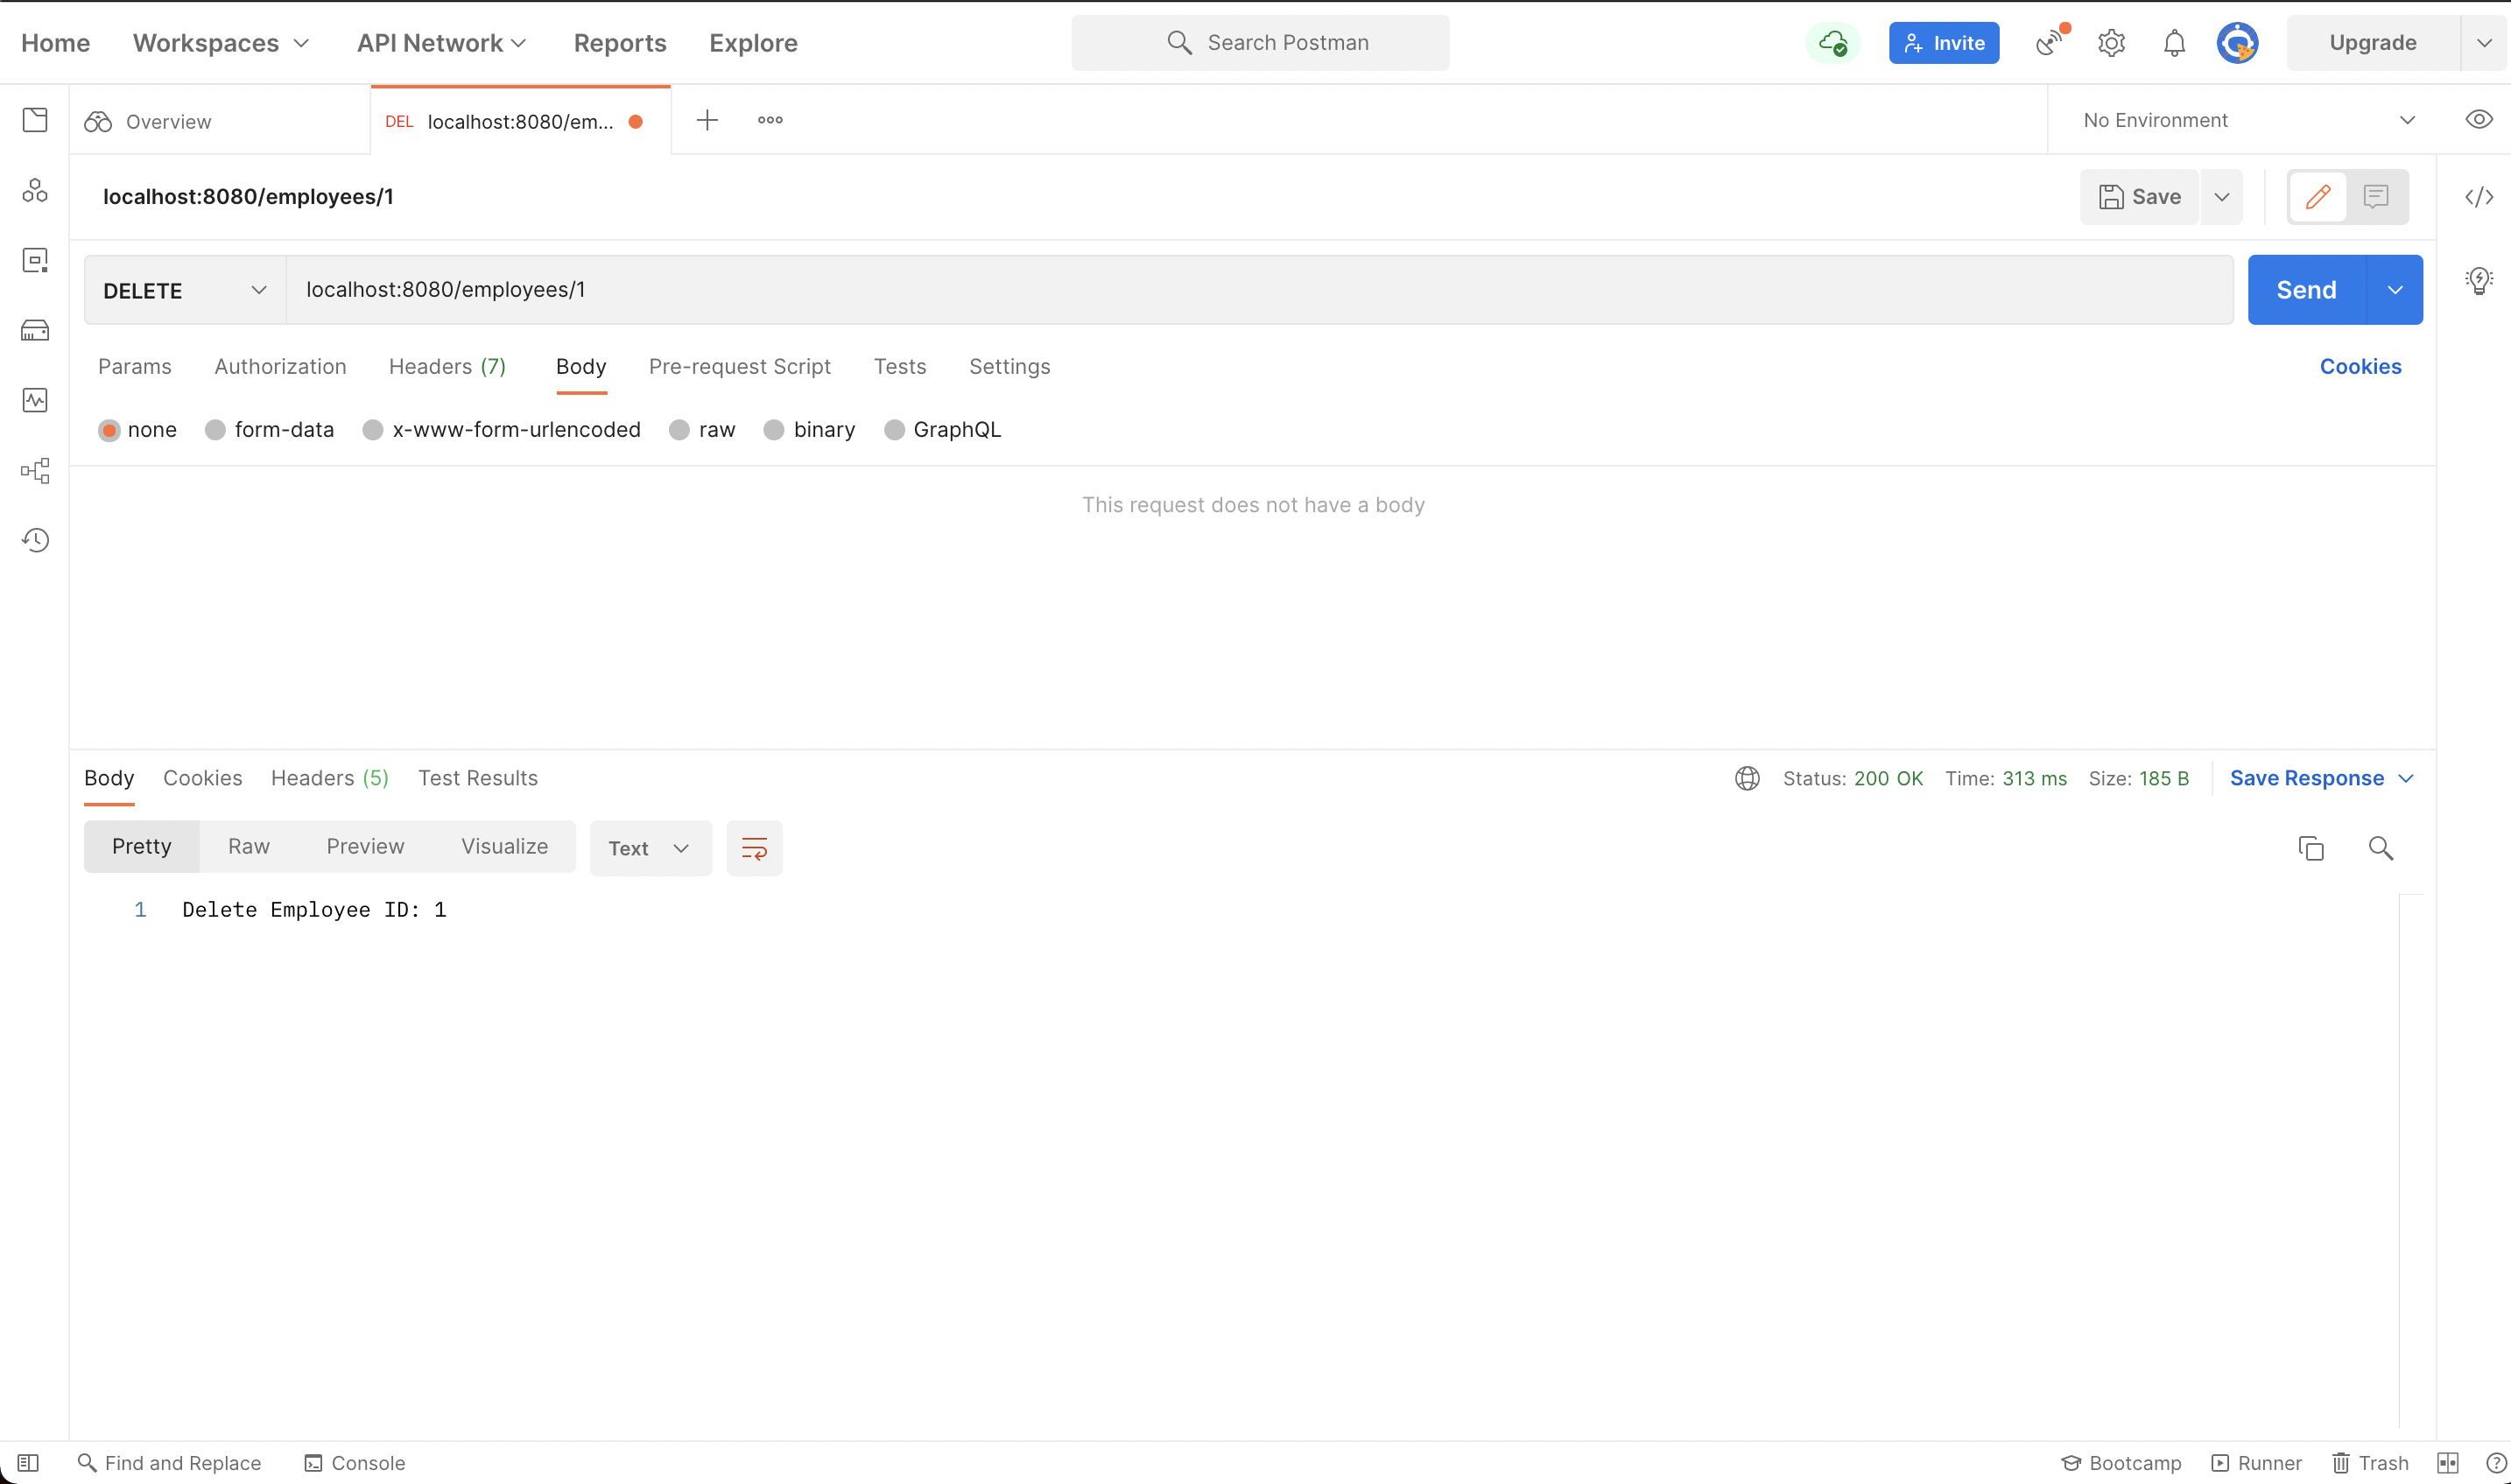 Home Workspaces API Network Reports Explore Search Postman Invite Upgrade
Overview DEL localhost:8080/em... No Environment
localhost:8080/employees/1 Save
DELETE localhost:8080/employees/1 Send
Params Authorization Headers (7) Body Pre-request Script Tests Settings Cookies
none form-data x-www-form-urlencoded raw binary GraphQL
This request does not have a body
Body Cookies Headers (5) Test Results Status: 200 OK Time: 313 ms Size: 185 B Save Response
Pretty Raw Preview Visualize Text
1 Delete Employee ID: 1
Find and Replace Console Bootcamp Runner Trash